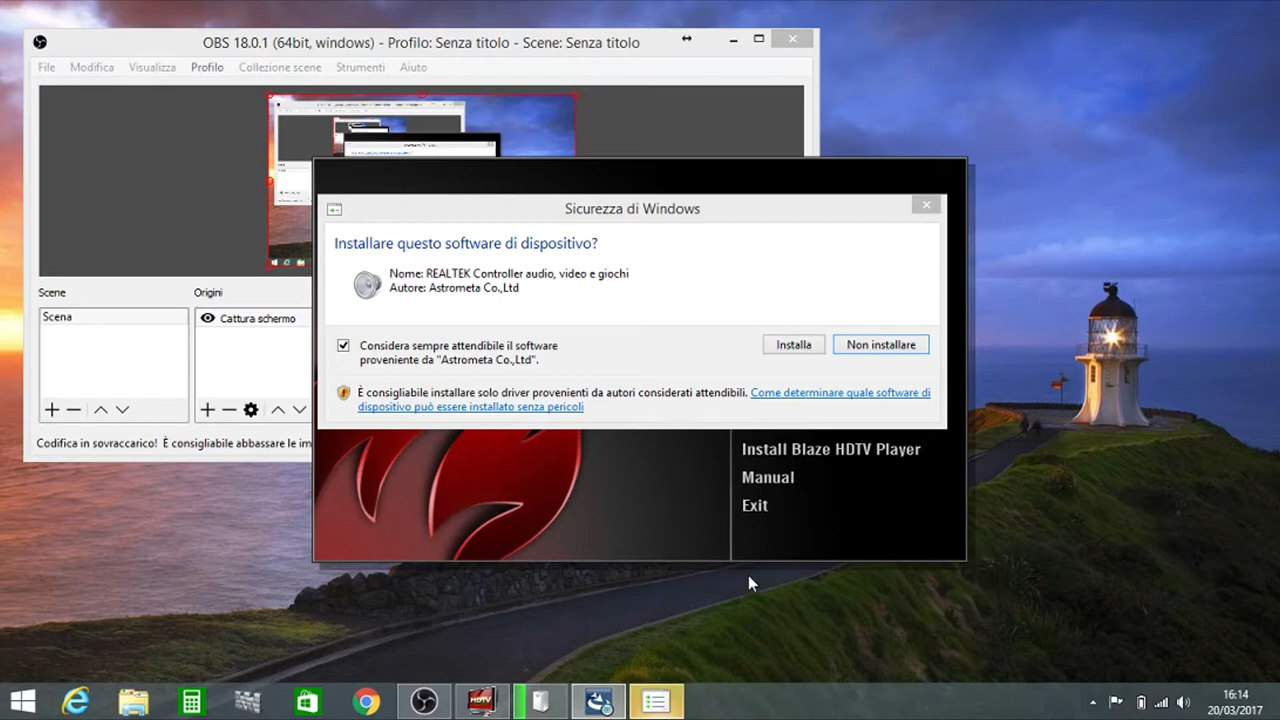 OBS 18.0.1 (64bit, windows) - Profilo: Senza titolo - Scene: Senza titolo
File Modifica Visualizza Profilo Collezione scene Strumenti Aiuto
Sicurezza di Windows
Installare questo software di dispositivo?
Nome: REALTEK Controller audio, video e giochi
Autore: Astrometa Co.,Ltd
Considera sempre attendibile il software
proveniente da "Astrometa Co.,Ltd".
Installa
Non installare
È consigliabile installare solo driver provenienti da autori considerati attendibili. Come determinare quale software di
dispositivo può essere installato senza pericoli
Scene
Origini
Scena
Cattura schermo
Codifica in sovraccarico! È consigliabile abbassare le im
Install Blaze HDTV Player
Manual
Exit
HDTV
16:14
20/03/2017